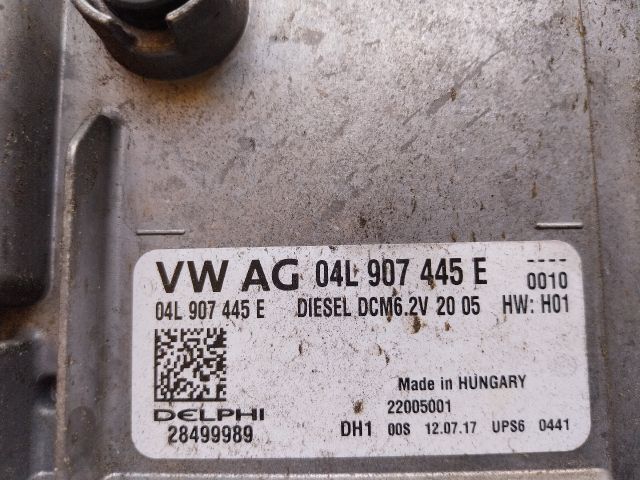 VW AG 04L 907 445 E
----
0010
04L 907 445 E DIESEL DCM6.2V 20 05 HW: H01
Made in HUNGARY
22005001
DELPHI
28499989
DH1 00S 12.07.17 UPS6 0441